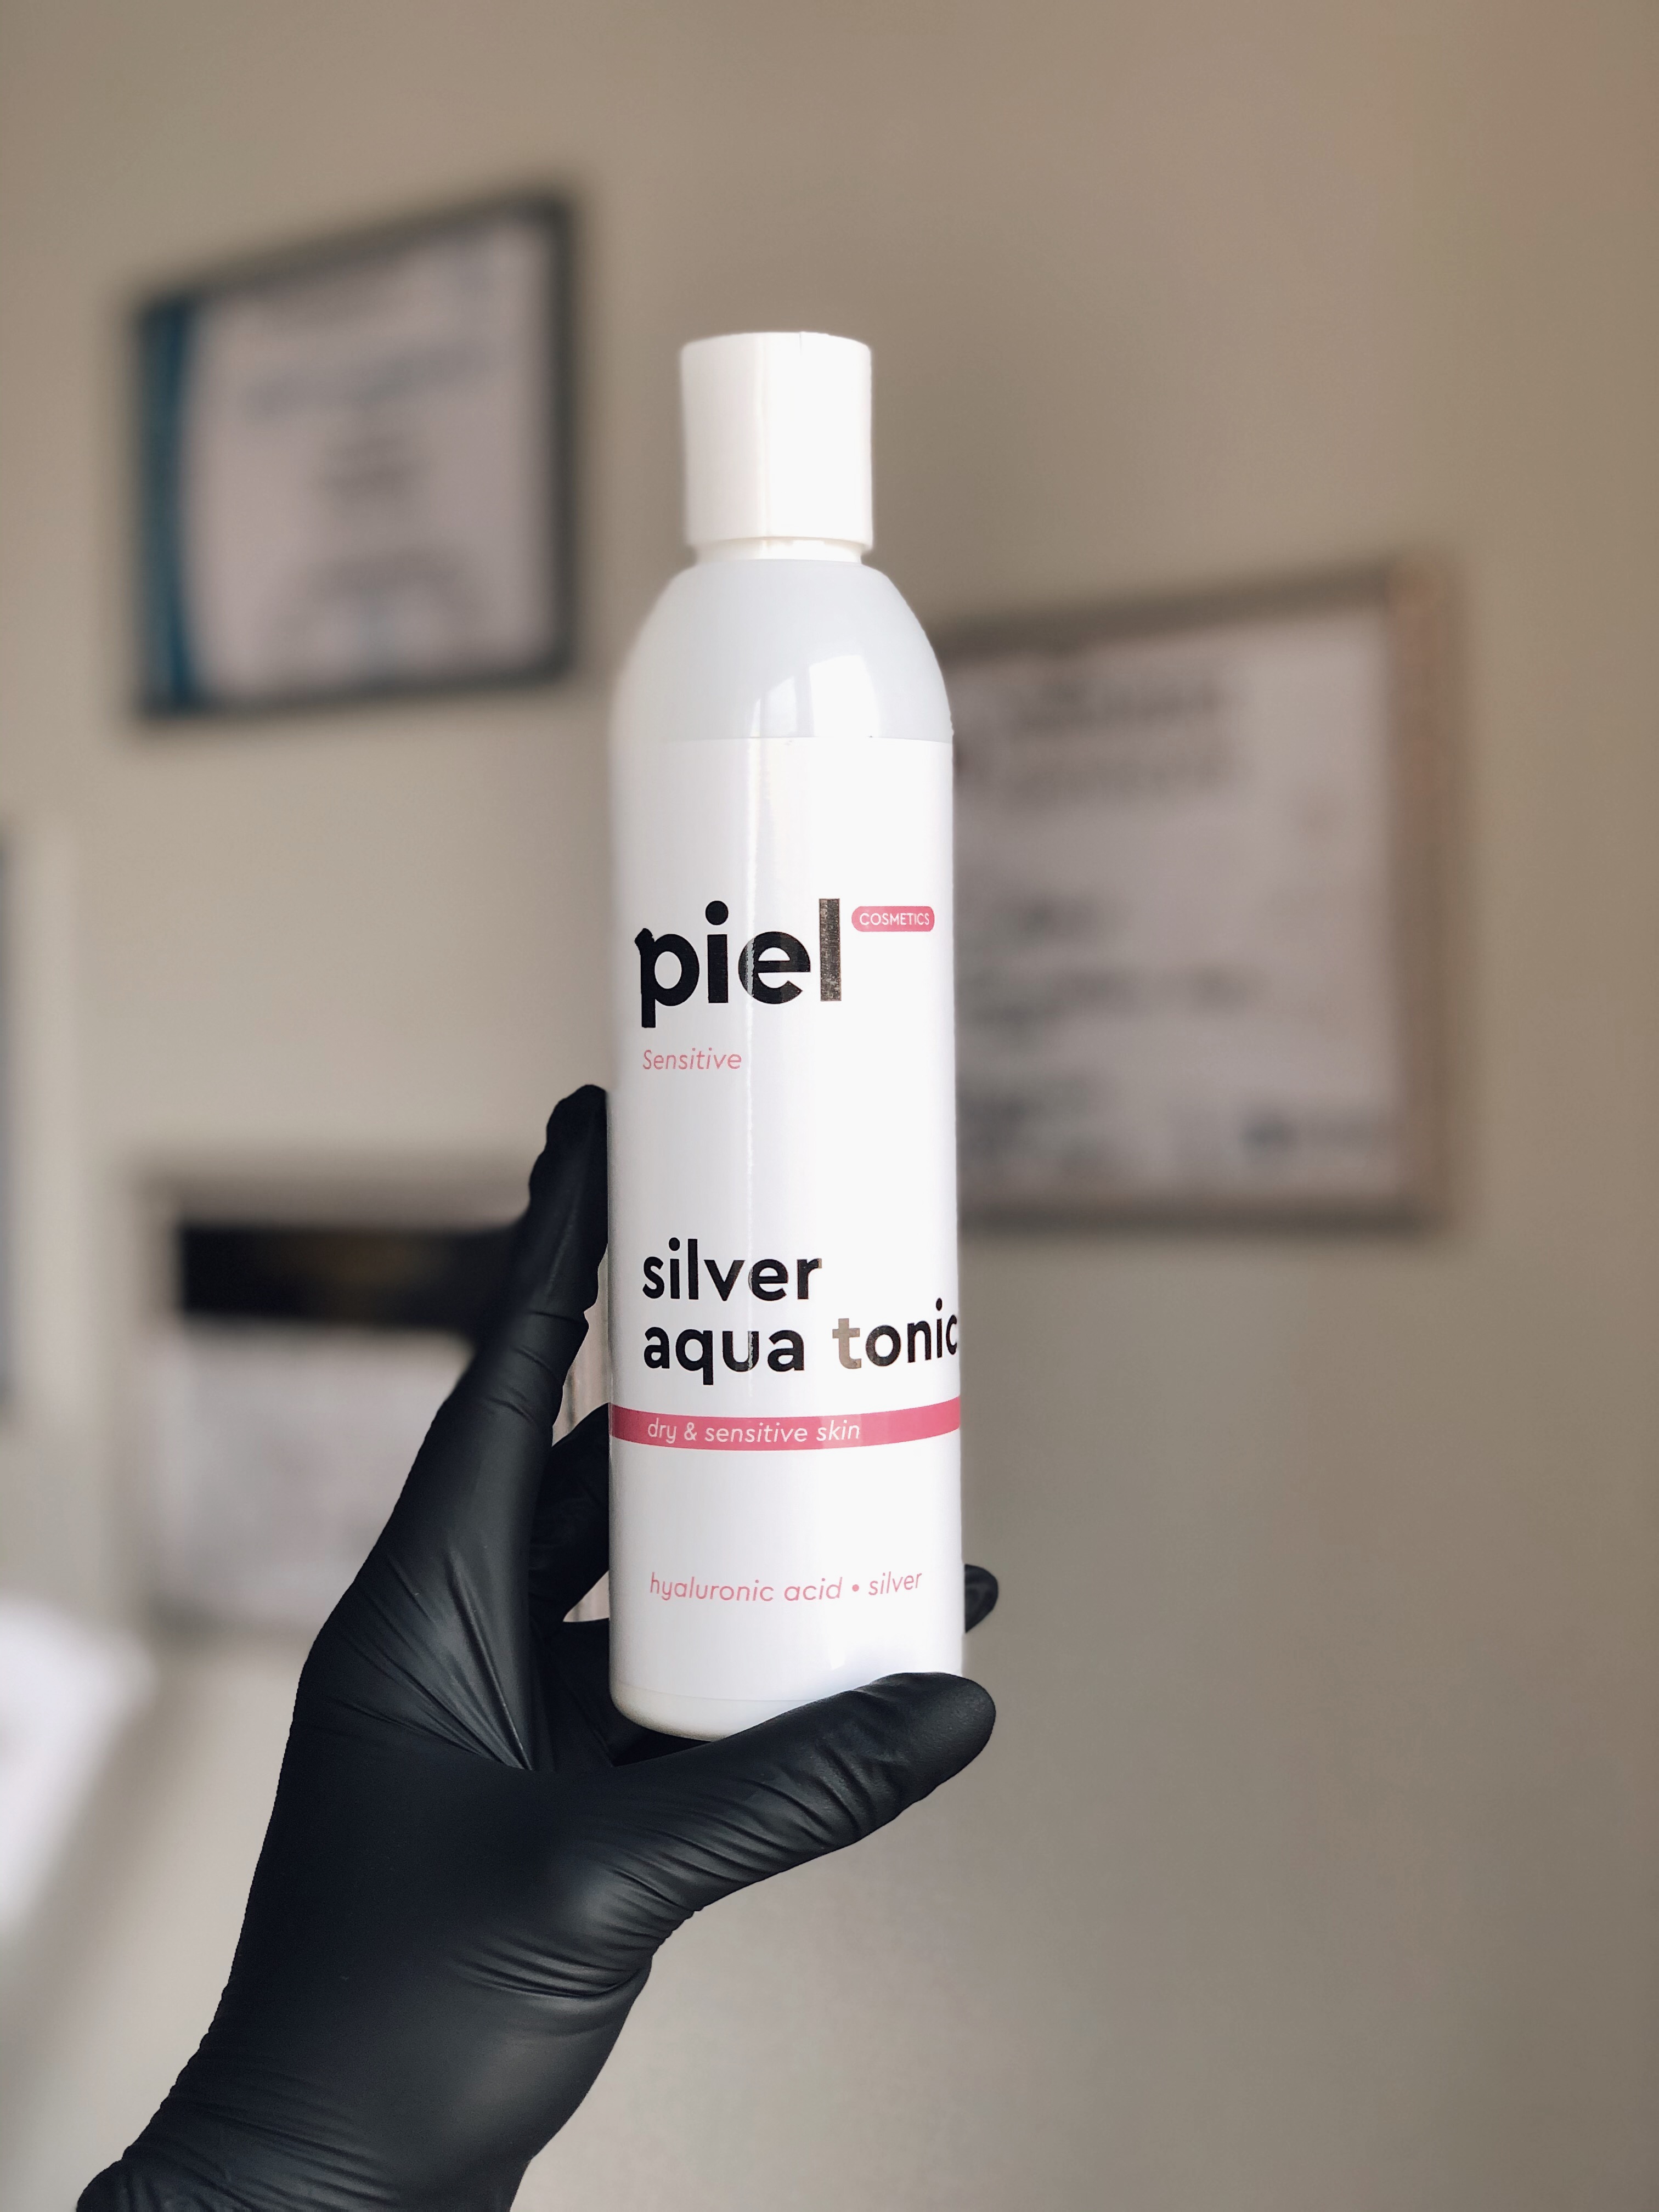 piel COSMETICS
Sensitive
silver
aqua tonic
dry & sensitive skin
hyaluronic acid • silver